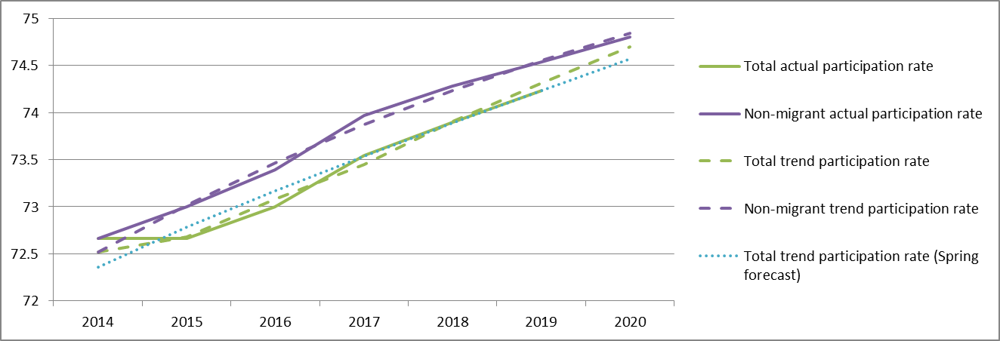 75
74.5
74
73.5
73
72.5
72
2014 2015 2016 2017 2018 2019 2020
Total actual participation rate
Non-migrant actual participation rate
Total trend participation rate
Non-migrant trend participation rate
Total trend participation rate (Spring
forecast)